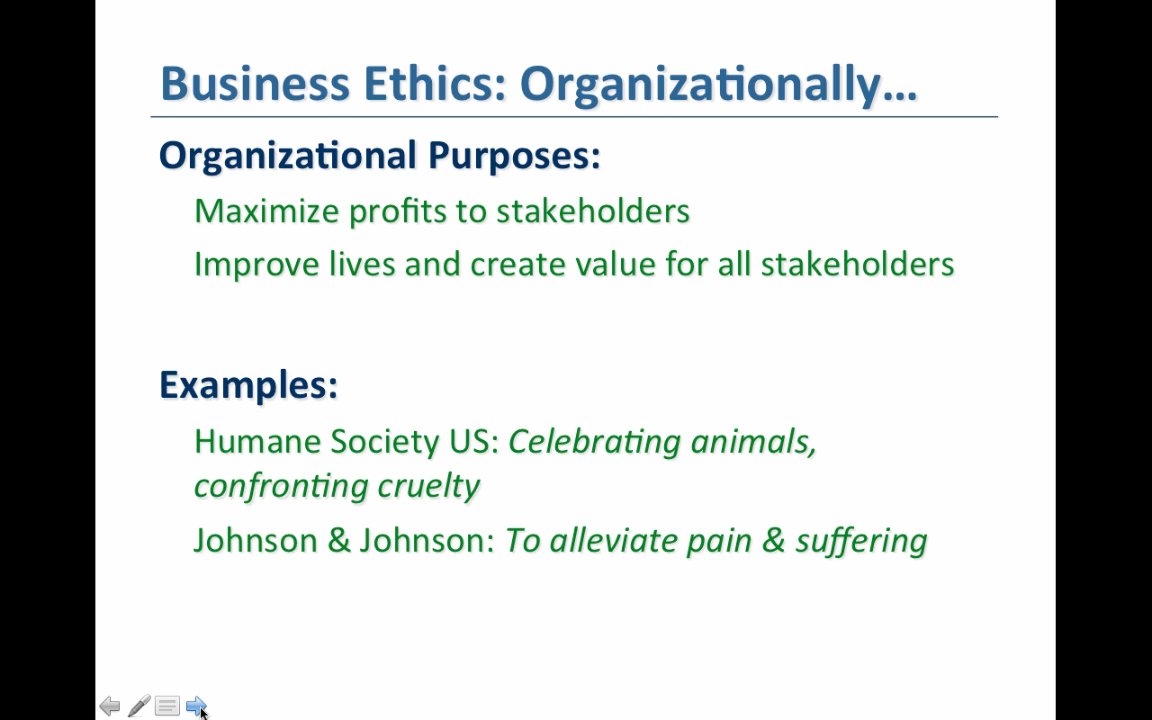 Business Ethics: Organizationally...
Organizational Purposes:
Maximize profits to stakeholders
Improve lives and create value for all stakeholders
Examples:
Humane Society US: Celebrating animals,
confronting cruelty
Johnson & Johnson: To alleviate pain & suffering